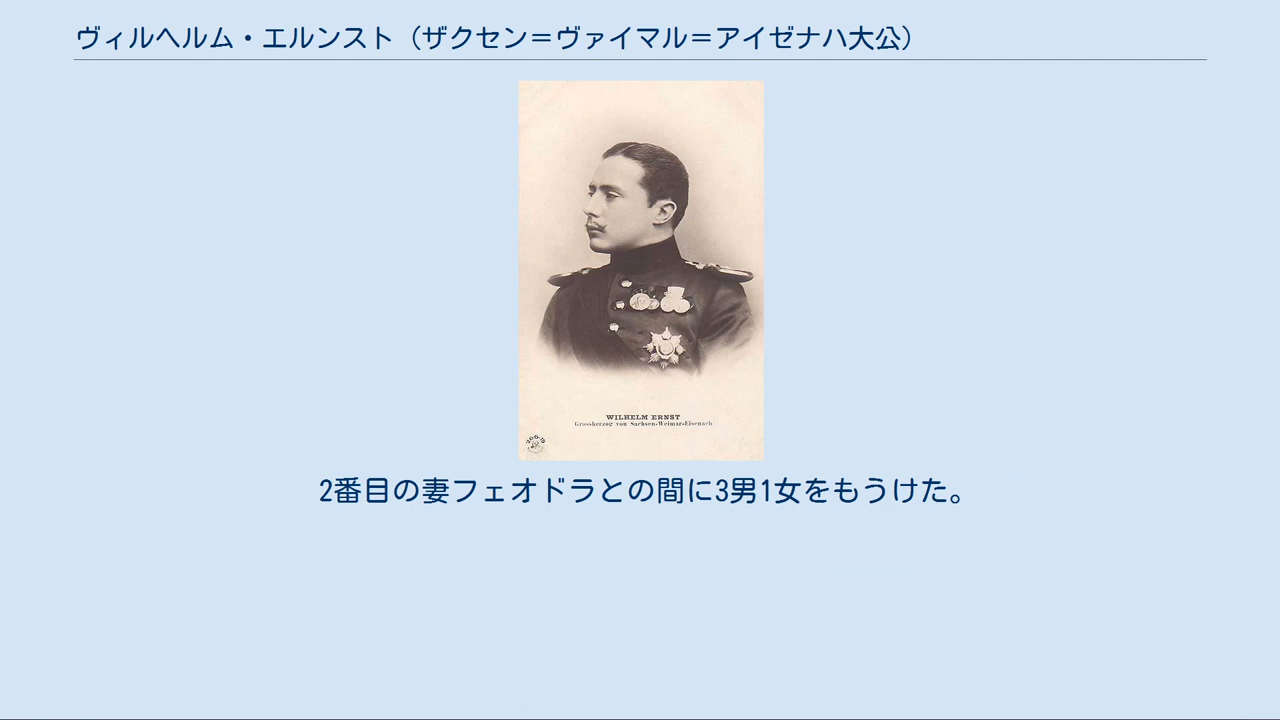 ヴィルヘルム・エルンスト（ザクセン＝ヴァイマル＝アイゼナハ大公）
WILHELM ERNST
Grossherzog von Sachsen-Weimar-Eisenach
2番目の妻フェオドラとの間に3男1女をもうけた。